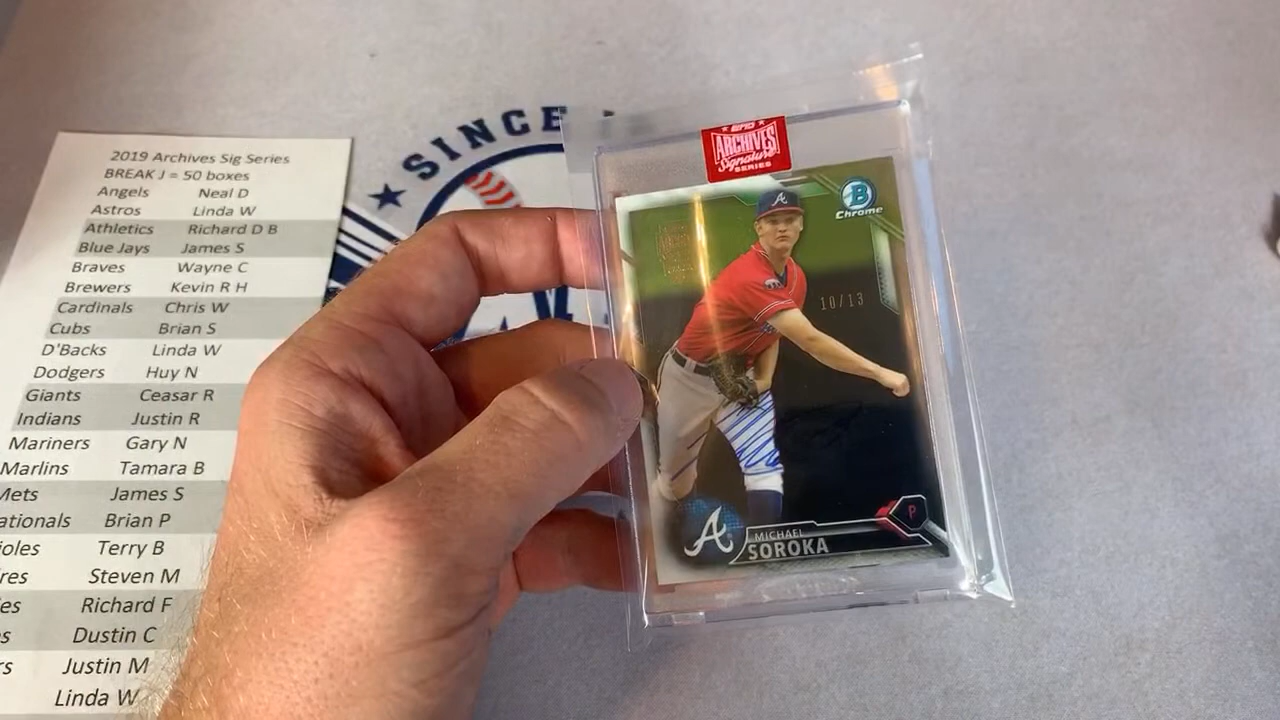 2019 Archives Sig Series
BREAK J = 50 boxes
Angels Neal D
Astros Linda W
Athletics Richard D B
Blue Jays James S
Braves Wayne C
Brewers Kevin R H
Cardinals Chris W
Cubs Brian S
D'Backs Linda W
Dodgers Huy N
Giants Ceasar R
Indians Justin R
Mariners Gary N
Marlins Tamara B
Mets James S
ationals Brian P
ioles Terry B
res Steven M
ies Richard F
s Dustin C
rs Justin M
Linda W
SINCE
TOPPS
ARCHIVES
Signature
SERIES
B
Chrome
A
10/13
A
MICHAEL
SOROKA
P